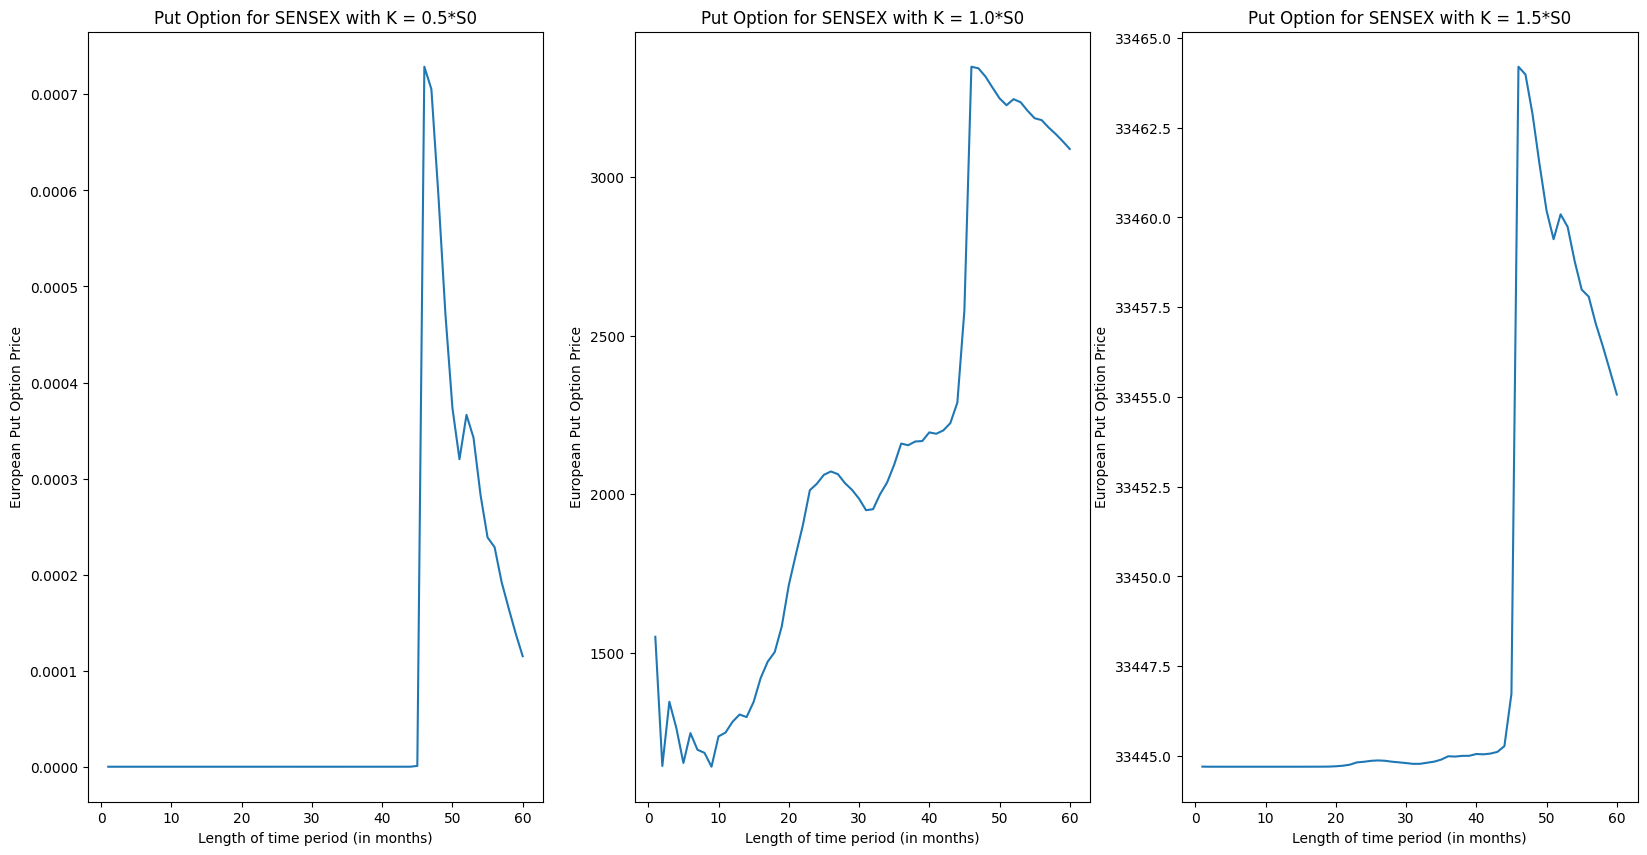 Put Option for SENSEX with K = 0.5*S0
European Put Option Price
0.0007
0.0006
0.0005
0.0004
0.0003
0.0002
0.0001
0.0000
0 10 20 30 40 50 60
Length of time period (in months)
Put Option for SENSEX with K = 1.0*S0
European Put Option Price
3000
2500
2000
1500
0 10 20 30 40 50 60
Length of time period (in months)
Put Option for SENSEX with K = 1.5*S0
European Put Option Price
33465.0
33462.5
33460.0
33457.5
33455.0
33452.5
33450.0
33447.5
33445.0
0 10 20 30 40 50 60
Length of time period (in months)